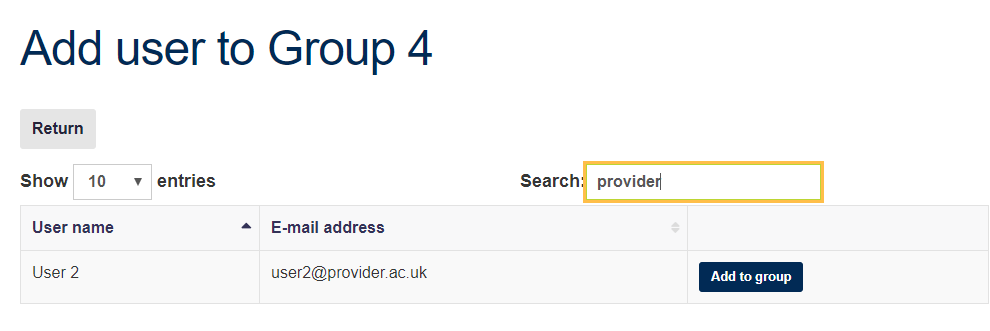 Add user to Group 4
Return
Show 10 entries Search: provider
User name E-mail address
User 2 user2@provider.ac.uk Add to group